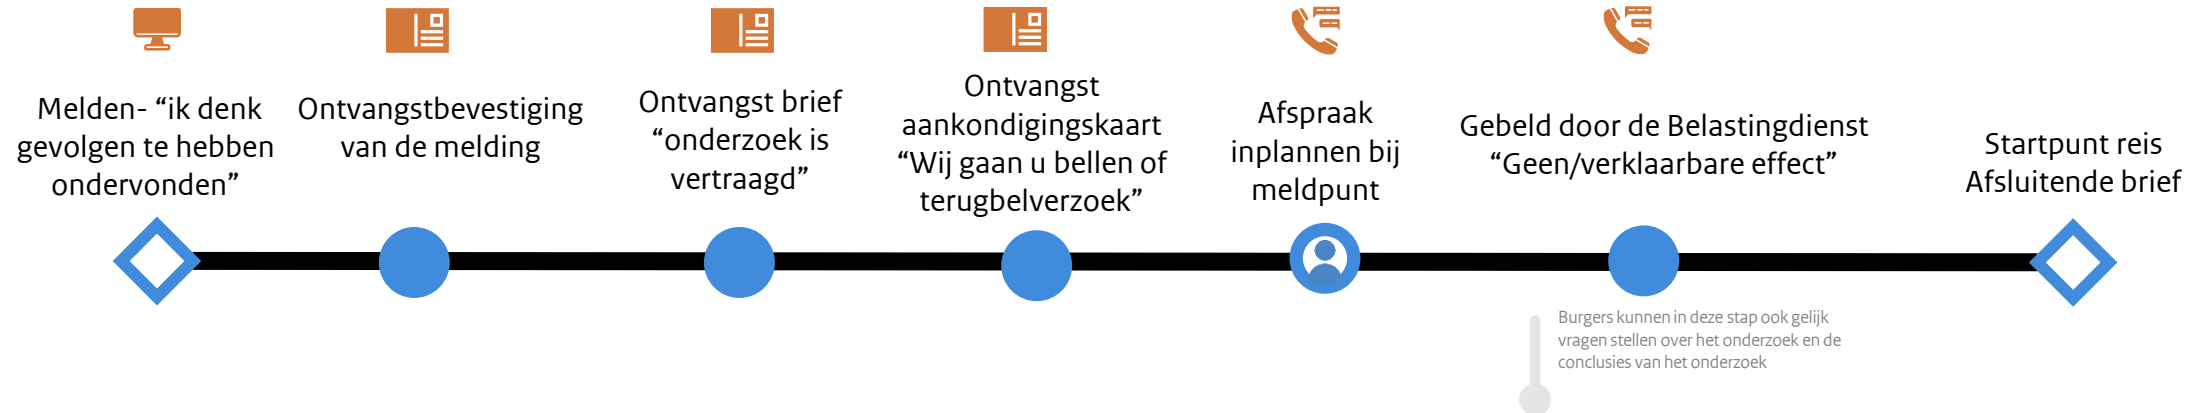 Melden- “ik denk
gevolgen te hebben
ondervonden”
Ontvangstbevestiging
van de melding
Ontvangst brief
“onderzoek is
vertraagd”
Ontvangst
aankondigingskaart
“Wij gaan u bellen of
terugbelverzoek”
Afspraak
inplannen bij
meldpunt
Gebeld door de Belastingdienst
“Geen/verklaarbare effect”
Startpunt reis
Afsluitende brief
Burgers kunnen in deze stap ook gelijk
vragen stellen over het onderzoek en de
conclusies van het onderzoek